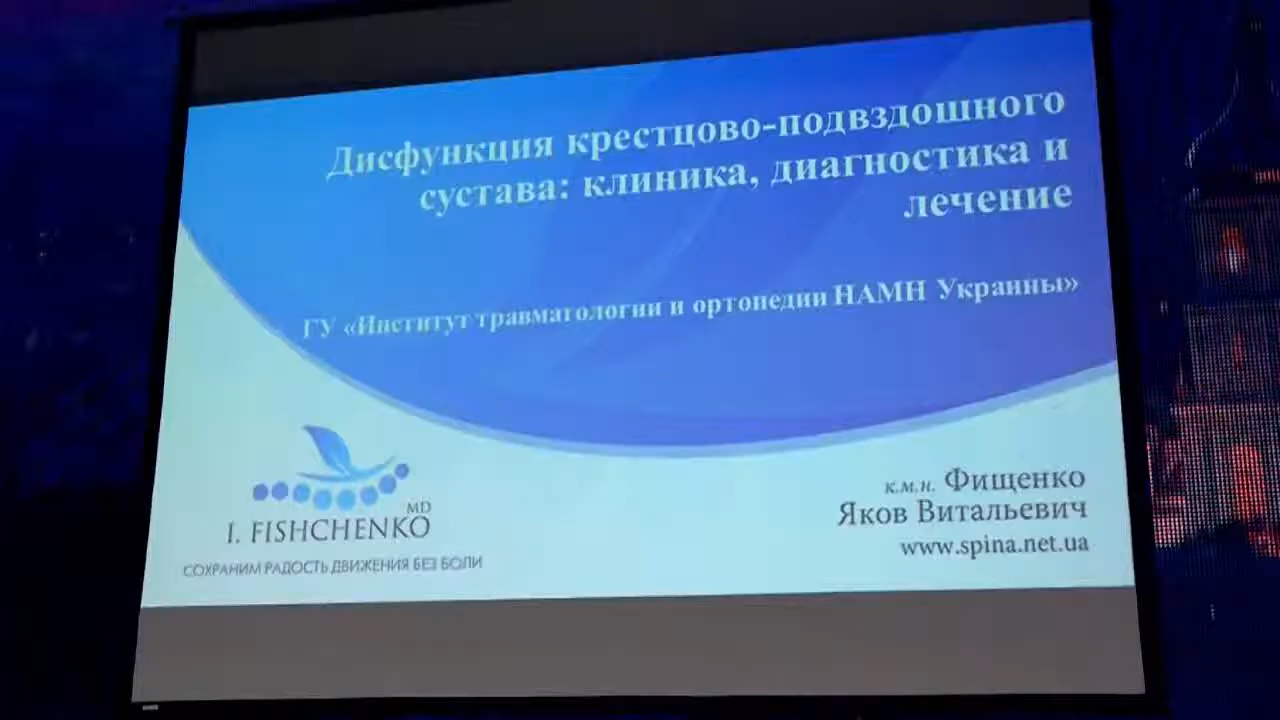 Дисфункция крестцово-подвздошного
сустава: клиника, диагностика и
лечение
ГУ «Институт травматологии и ортопедии НАМН Украины»
MD
I. FISHCHENKO
СОХРАНИМ РАДОСТЬ ДВИЖЕНИЯ БЕЗ БОЛИ
к.м.н. Фищенко
Яков Витальевич
www.spina.net.ua